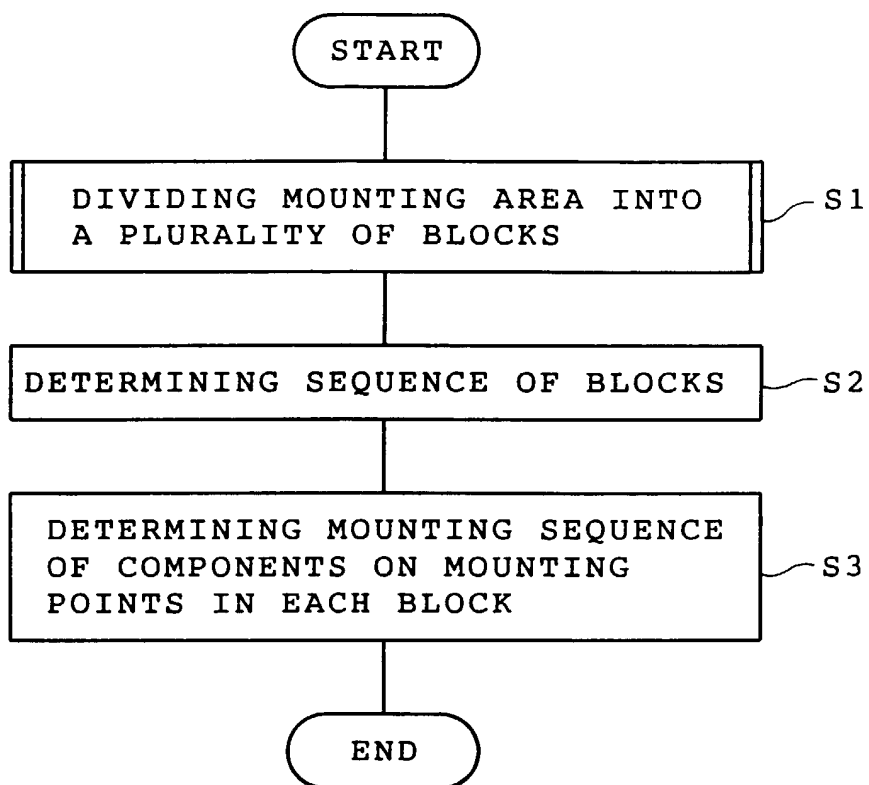 START
DIVIDING MOUNTING AREA INTO
A PLURALITY OF BLOCKS
S1
DETERMINING SEQUENCE OF BLOCKS
S2
DETERMINING MOUNTING SEQUENCE
OF COMPONENTS ON MOUNTING
POINTS IN EACH BLOCK
S3
END